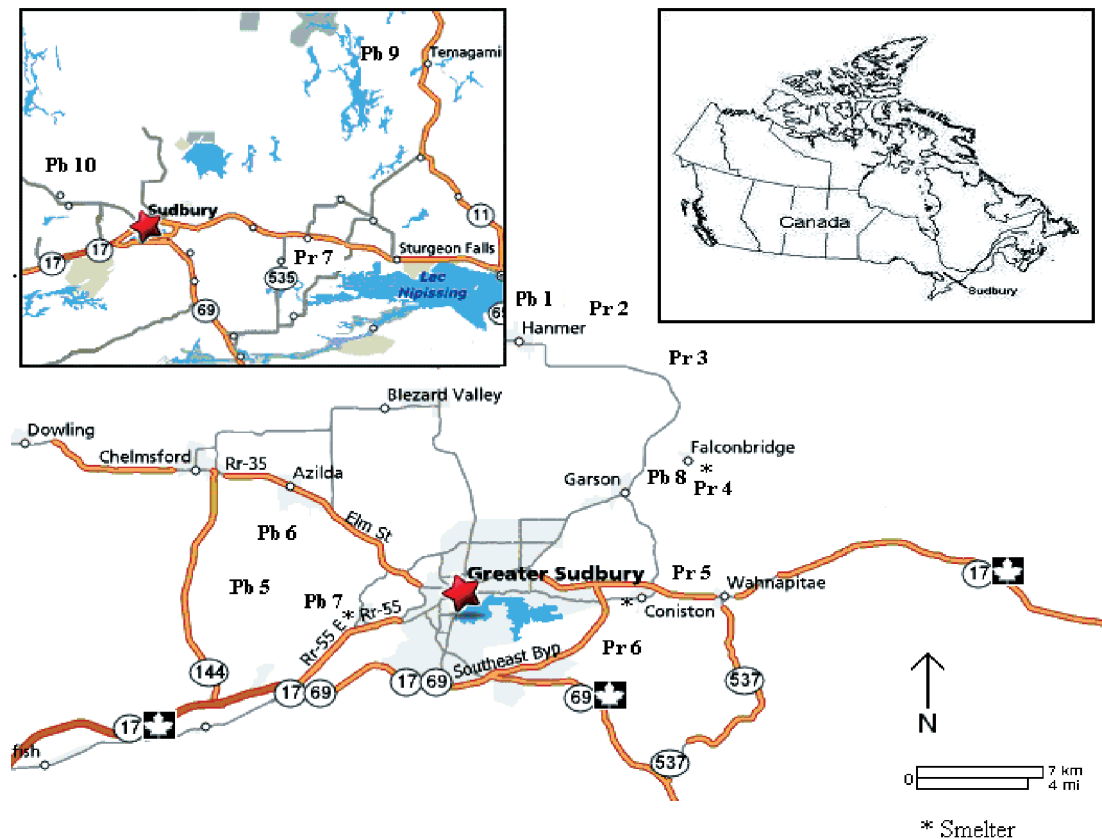 Pb 9
Temagami
Pb 10
Sudbury
11
17
17
Pr 7
Sturgeon Falls
535
Lac
Nipissing
69
Canada
Sudbury
Pb 1
Pr 2
Hanmer
Pr 3
Blezard Valley
Dowling
Chelmsford
Rr-35
Azilda
Falconbridge
*
Garson
Pb 8
Pr 4
Pb 6
Elm St
Greater Sudbury
Pr 5
17
Pb 5
Pb 7
*
Rr-55
Wahnapitae
*
Coniston
Rr-55 E
Pr 6
Southeast Byp
144
17
69
17
69
69
537
17
fish
537
N
0
7 km
4 mi
* Smelter